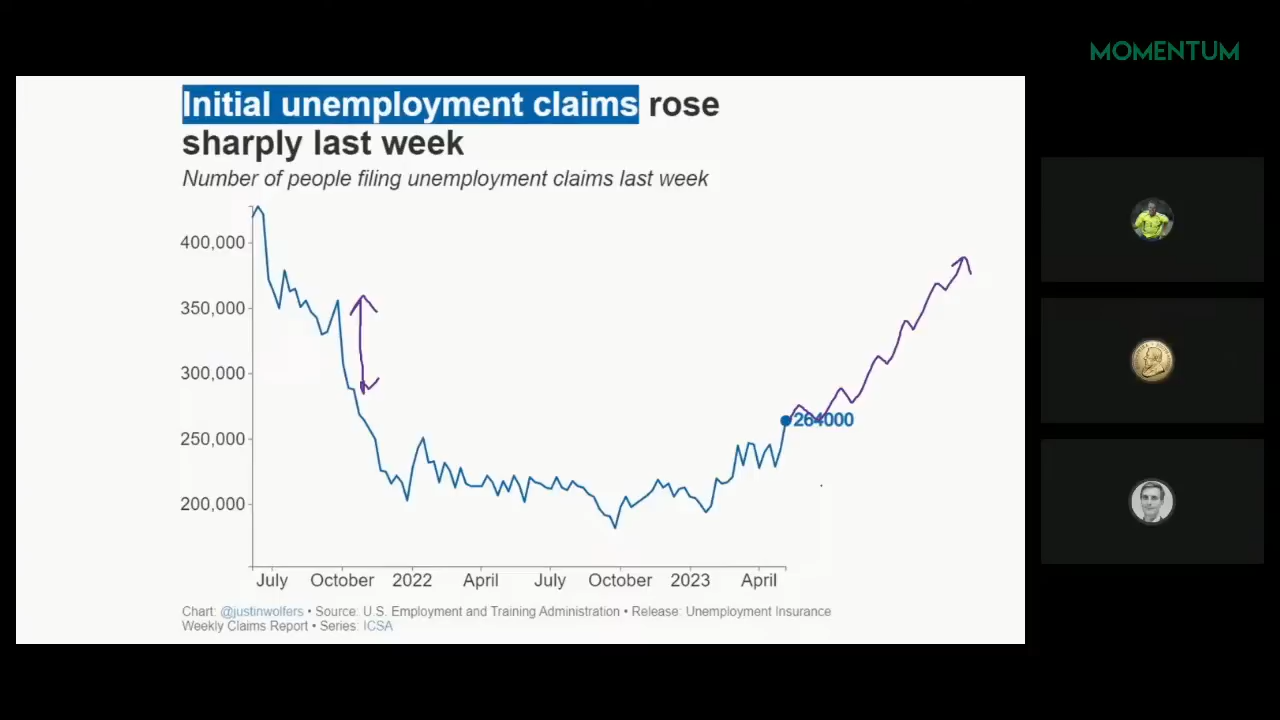 MOMENTUM
Initial unemployment claims rose
sharply last week
Number of people filing unemployment claims last week
400,000
350,000
300,000
250,000
200,000
264000
July October 2022 April July October 2023 April
Chart: @justinwolfers • Source: U.S. Employment and Training Administration • Release: Unemployment Insurance
Weekly Claims Report • Series: ICSA